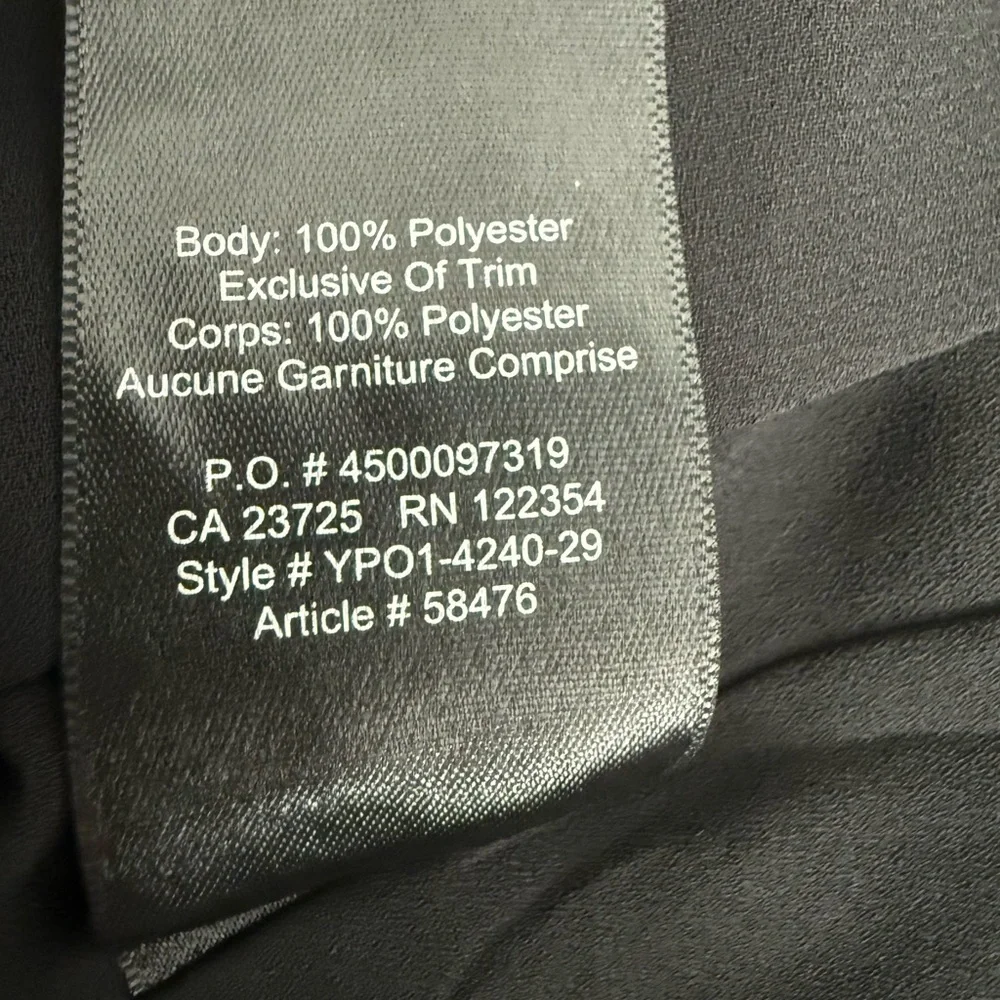 Body: 100% Polyester
Exclusive Of Trim
Corps: 100% Polyester
Aucune Garniture Comprise
P.O. # 4500097319
CA 23725 RN 122354
Style # YPO1-4240-29
Article # 58476